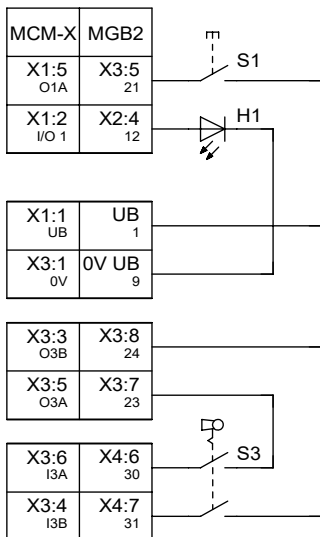 MCM-X MGB2
X1:5 X3:5 S1
O1A 21
X1:2 X2:4 H1
I/O 1 12
X1:1 UB
UB 1
X3:1 0V UB
0V 9
X3:3 X3:8
O3B 24
X3:5 X3:7
O3A 23
X3:6 X4:6 S3
I3A 30
X3:4 X4:7
I3B 31